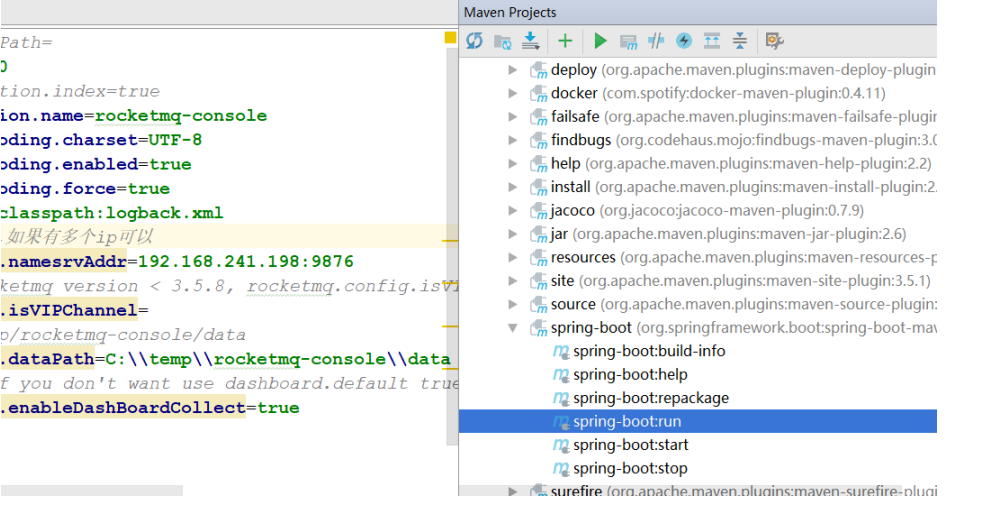 Path=
0
tion.index=true
ion.name=rocketmq-console
oding.charset=UTF-8
oding.enabled=true
oding.force=true
classpath:logback.xml
如果有多个ip可以
.namesrvAddr=192.168.241.198:9876
ketmq version < 3.5.8, rocketmq.config.isVI
.isVIPChannel=
p/rocketmq-console/data
.dataPath=C:\\temp\\rocketmq-console\\data
f you don't want use dashboard.default true
.enableDashBoardCollect=true
Maven Projects
deploy (org.apache.maven.plugins:maven-deploy-plugin
docker (com.spotify:docker-maven-plugin:0.4.11)
failsafe (org.apache.maven.plugins:maven-failsafe-plugin
findbugs (org.codehaus.mojo:findbugs-maven-plugin:3.0
help (org.apache.maven.plugins:maven-help-plugin:2.2)
install (org.apache.maven.plugins:maven-install-plugin:2.
jacoco (org.jacoco:jacoco-maven-plugin:0.7.9)
jar (org.apache.maven.plugins:maven-jar-plugin:2.6)
resources (org.apache.maven.plugins:maven-resources-p
site (org.apache.maven.plugins:maven-site-plugin:3.5.1)
source (org.apache.maven.plugins:maven-source-plugin:
spring-boot (org.springframework.boot:spring-boot-mav
spring-boot:build-info
spring-boot:help
spring-boot:repackage
spring-boot:run
spring-boot:start
spring-boot:stop
surefire (org.apache.maven.plugins:maven-surefire-plugi